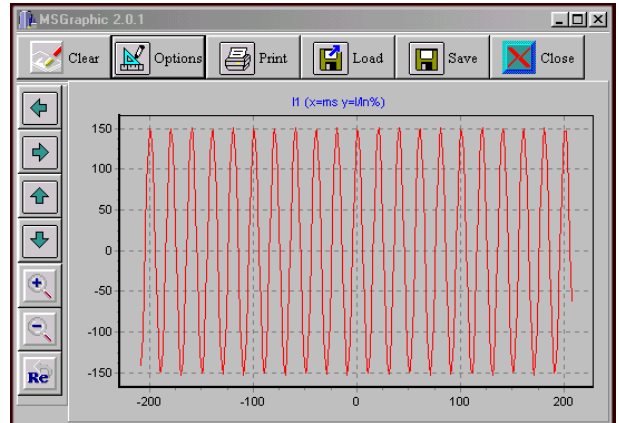 MSGraphic 2.0.1
Clear Options Print Load Save Close
I1 (x=ms y=I/In%)
150
100
50
0
-50
-100
-150
Re
-200 -100 0 100 200